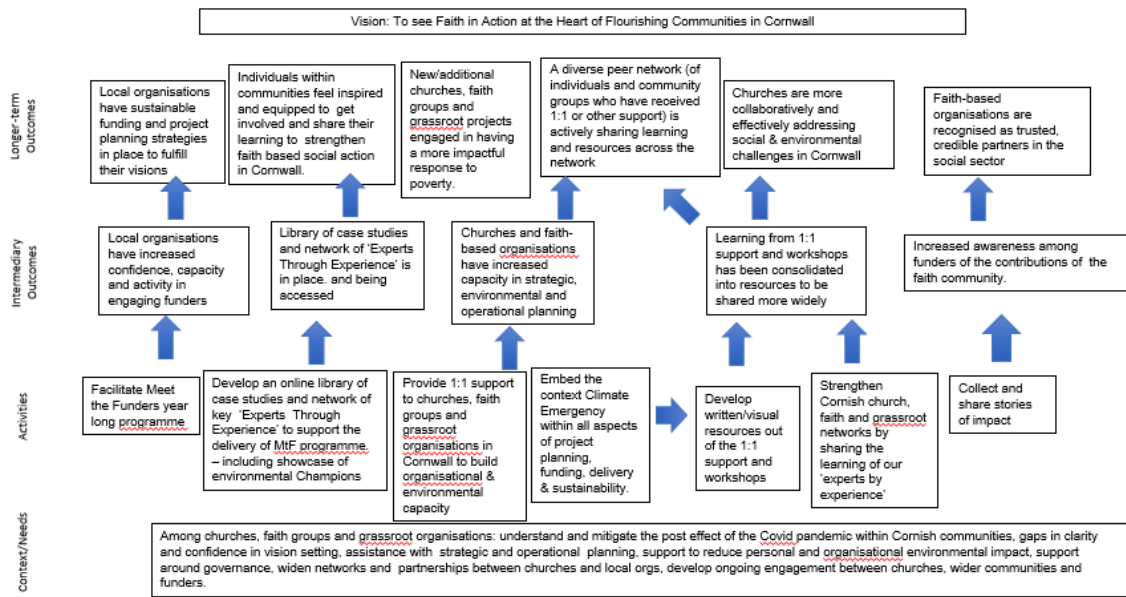 Vision: To see Faith in Action at the Heart of Flourishing Communities in Cornwall
Longer-term
Outcomes
Local organisations
have sustainable
funding and project
planning strategies
in place to fulfill
their visions
Individuals within
communities feel inspired
and equipped to get
involved and share their
learning to strengthen
faith based social action
in Cornwall.
New/additional
churches, faith
groups and
grassroot projects
engaged in having
a more impactful
response to
poverty.
A diverse peer network (of
individuals and community
groups who have received
1:1 or other support) is
actively sharing learning
and resources across the
network
Churches are more
collaboratively and
effectively addressing
social & environmental
challenges in Cornwall
Faith-based
organisations are
recognised as trusted,
credible partners in the
social sector
Intermediary
Outcomes
Local organisations
have increased
confidence, capacity
and activity in
engaging funders
Library of case studies
and network of 'Experts
Through Experience' is
in place. and being
accessed
Churches and faith-
based organisations
have increased
capacity in strategic,
environmental and
operational planning
Learning from 1:1
support and workshops
has been consolidated
into resources to be
shared more widely
Increased awareness among
funders of the contributions of the
faith community.
Activities
Facilitate Meet
the Funders year
long programme
Develop an online library of
case studies and network of
key 'Experts Through
Experience' to support the
delivery of MtF programme.
– including showcase of
environmental Champions
Provide 1:1 support
to churches, faith
groups and
grassroot
organisations in
Cornwall to build
organisational &
environmental
capacity
Embed the
context Climate
Emergency
within all aspects
of project
planning,
funding, delivery
& sustainability.
Develop
written/visual
resources out of
the 1:1
support and
workshops
Strengthen
Cornish church,
faith and grassroot
networks by
sharing the
learning of our
'experts by
experience'
Collect and
share stories
of impact
Context/Needs
Among churches, faith groups and grassroot organisations: understand and mitigate the post effect of the Covid pandemic within Cornish communities, gaps in clarity
and confidence in vision setting, assistance with strategic and operational planning, support to reduce personal and organisational environmental impact, support
around governance, widen networks and partnerships between churches and local orgs, develop ongoing engagement between churches, wider communities and
funders.